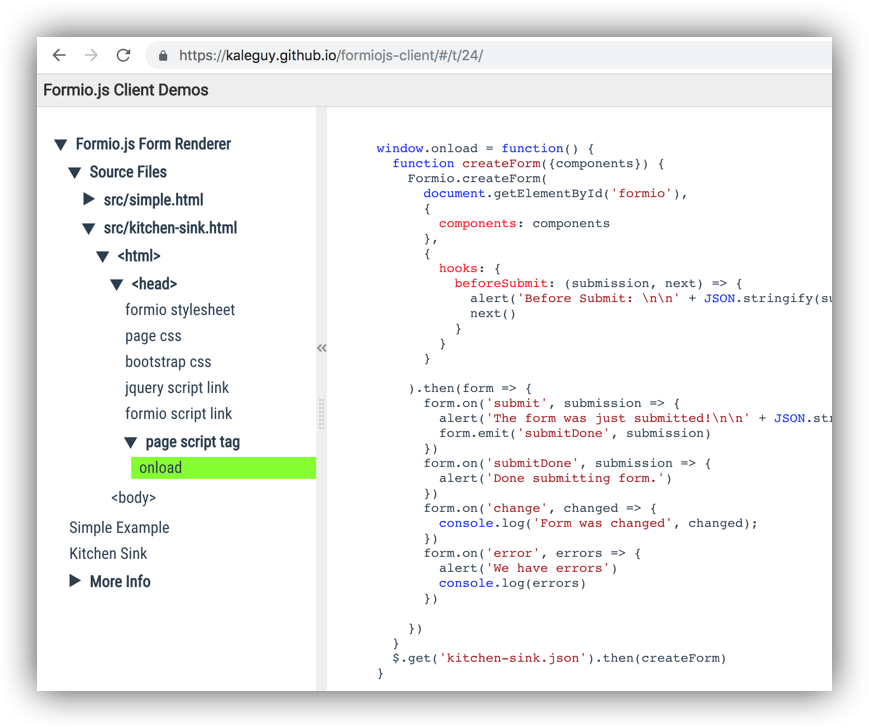 https://kaleguy.github.io/formiojs-client/#/t/24/
Formio.js Client Demos
Formio.js Form Renderer
Source Files
src/simple.html
src/kitchen-sink.html
<html>
<head>
formio stylesheet
page css
bootstrap css
jquery script link
formio script link
page script tag
onload
<body>
Simple Example
Kitchen Sink
More Info
«
window.onload = function() {
  function createForm({components}) {
    Formio.createForm(
      document.getElementById('formio'),
      {
        components: components
      },
      {
        hooks: {
          beforeSubmit: (submission, next) => {
            alert('Before Submit: \n\n' + JSON.stringify(su
            next()
          }
        }
      }
    ).then(form => {
      form.on('submit', submission => {
        alert('The form was just submitted!\n\n' + JSON.str
        form.emit('submitDone', submission)
      })
      form.on('submitDone', submission => {
        alert('Done submitting form.')
      })
      form.on('change', changed => {
        console.log('Form was changed', changed);
      })
      form.on('error', errors => {
        alert('We have errors')
        console.log(errors)
      })
    })
  }
  $.get('kitchen-sink.json').then(createForm)
}